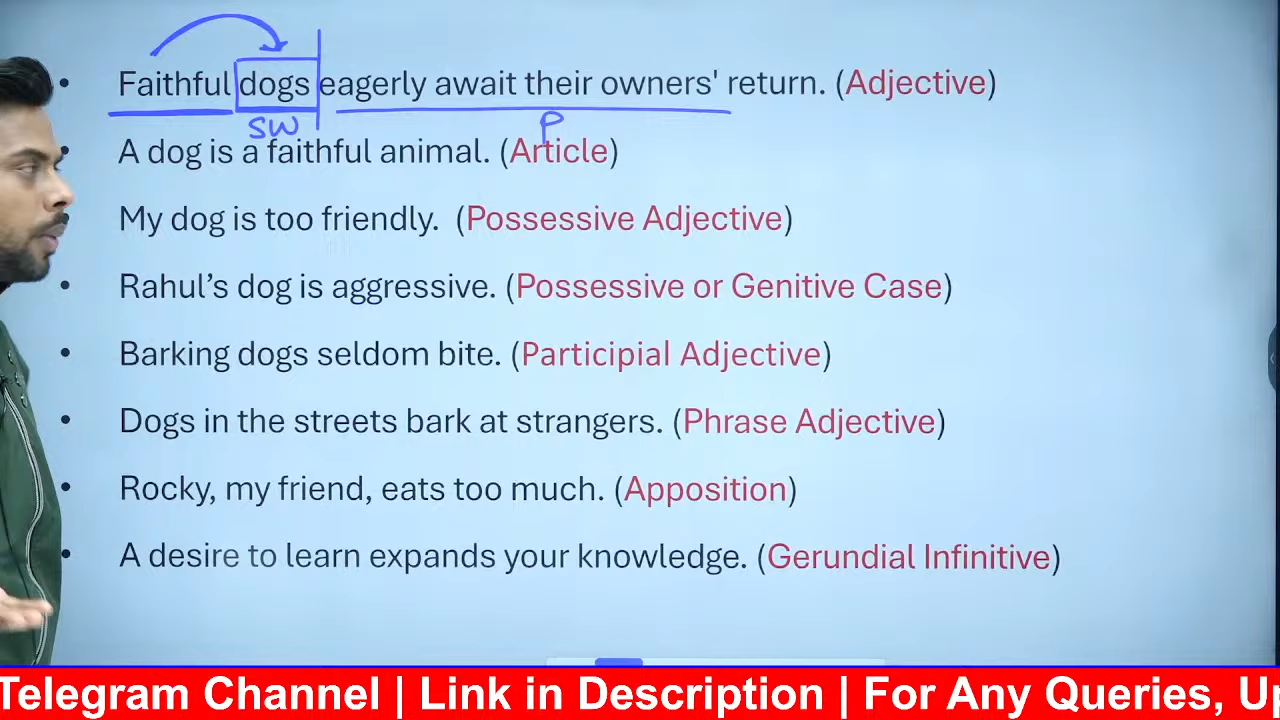 • Faithful dogs eagerly await their owners' return. (Adjective)
SW P
• A dog is a faithful animal. (Article)
• My dog is too friendly. (Possessive Adjective)
• Rahul’s dog is aggressive. (Possessive or Genitive Case)
• Barking dogs seldom bite. (Participial Adjective)
• Dogs in the streets bark at strangers. (Phrase Adjective)
• Rocky, my friend, eats too much. (Apposition)
• A desire to learn expands your knowledge. (Gerundial Infinitive)
Telegram Channel | Link in Description | For Any Queries, Up